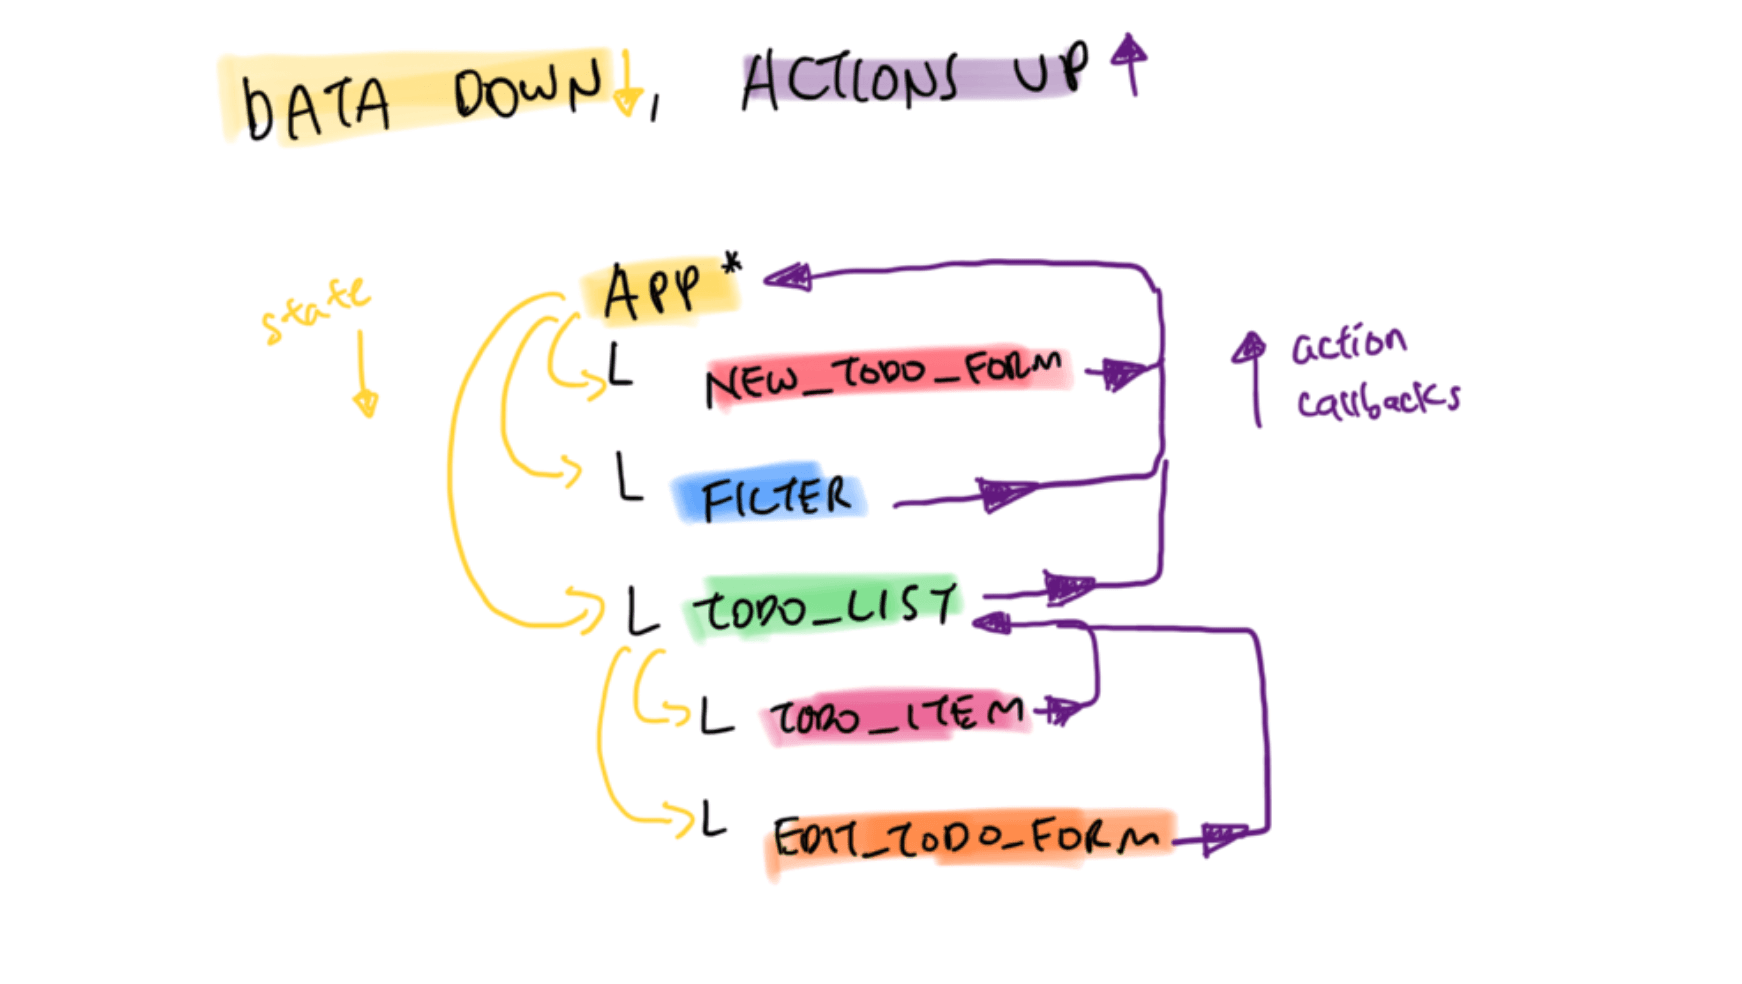 DATA DOWN, ACTIONS UP
state
APP *
L NEW_TODO_FORM
action
callbacks
L FILTER
L TODO_LIST
L TODO_ITEM
L EDIT_TODO_FORM